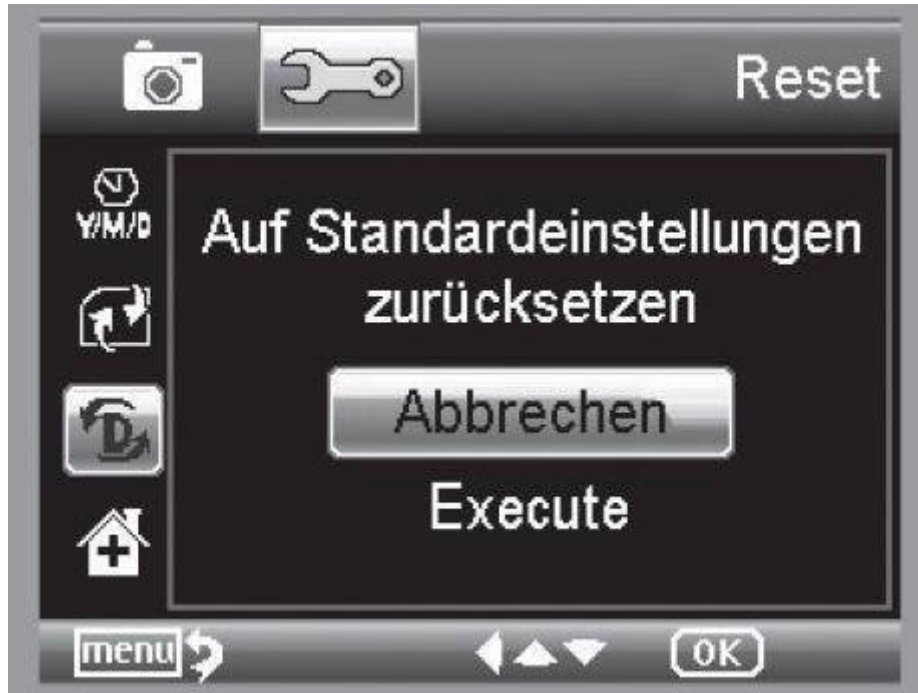 Reset
Y/M/D
Auf Standardeinstellungen
zurücksetzen
D
Abbrechen
Execute
menu
OK